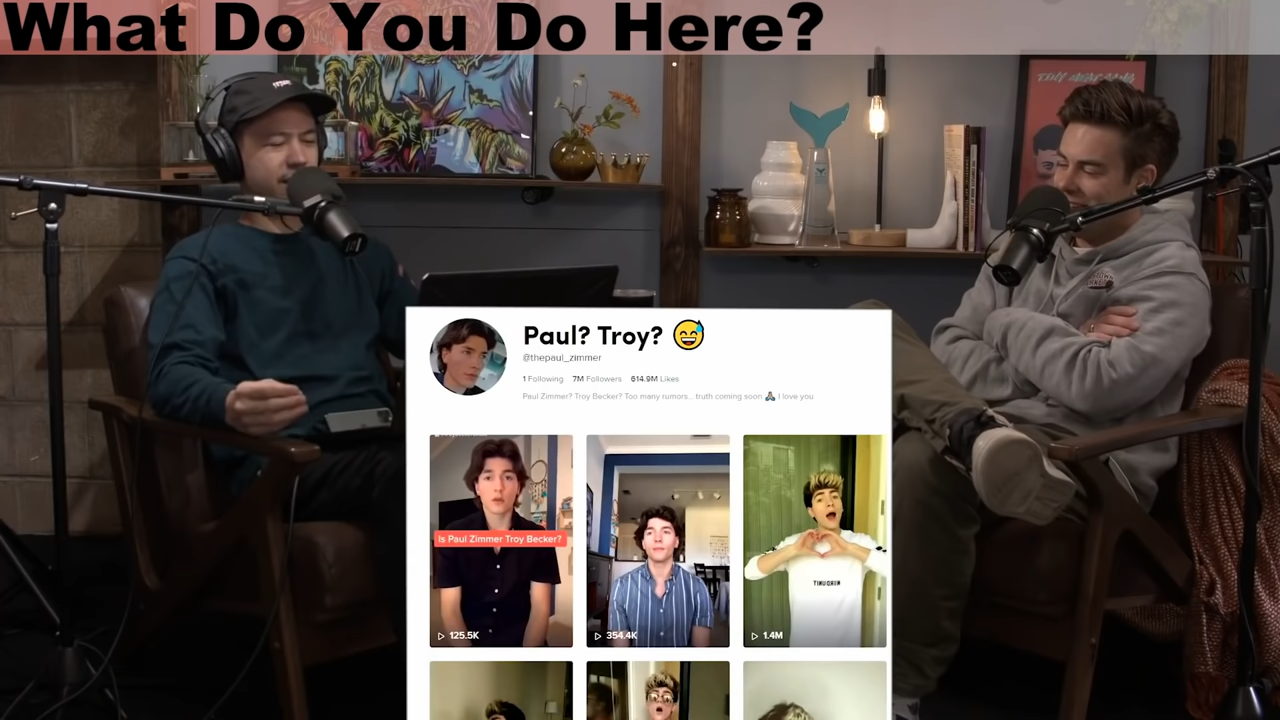 What Do You Do Here?
Paul? Troy? 😅
@thepaul_zimmer
1 Following 7M Followers 614.9M Likes
Paul Zimmer? Troy Becker? Too many rumors... truth coming soon 🙏🏼 I love you
Is Paul Zimmer Troy Becker?
125.5K
354.4K
1.4M